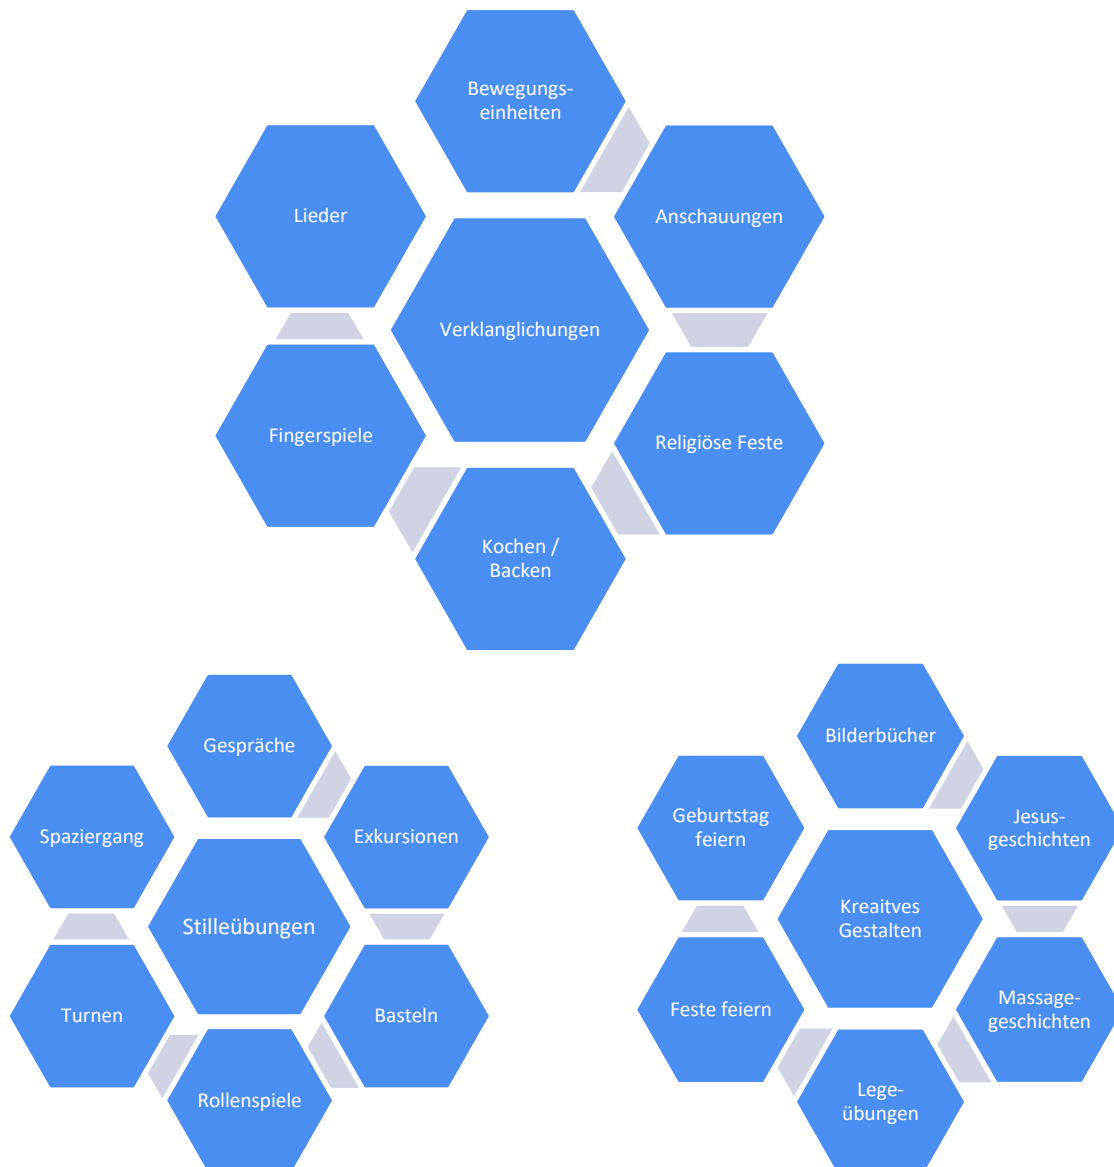 Bewegungs-
einheiten
Lieder
Anschauungen
Verklanglichungen
Fingerspiele
Religiöse Feste
Kochen /
Backen
Gespräche
Spaziergang
Exkursionen
Stilleübungen
Turnen
Basteln
Rollenspiele
Bilderbücher
Geburtstag
feiern
Jesus-
geschichten
Kreaitves
Gestalten
Feste feiern
Massage-
geschichten
Lege-
übungen